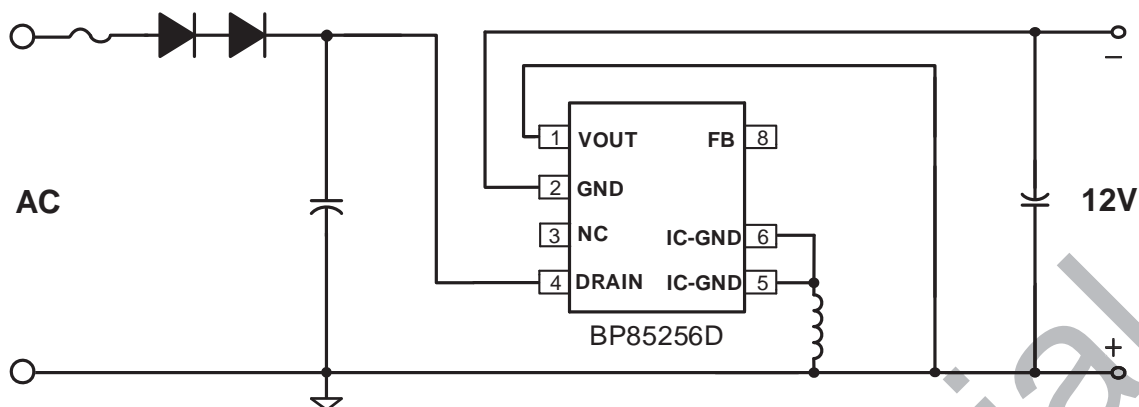 AC
1 VOUT FB 8
2 GND
3 NC IC-GND 6
4 DRAIN IC-GND 5
BP85256D
−
12V
+